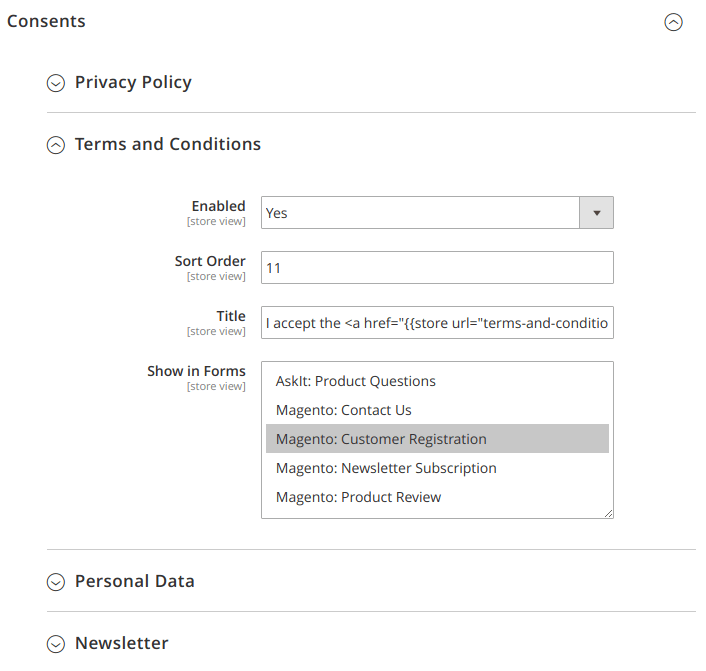 Consents
Privacy Policy
Terms and Conditions
Enabled
[store view]
Yes
Sort Order
[store view]
11
Title
[store view]
I accept the <a href="{{store url="terms-and-conditio
Show in Forms
[store view]
AskIt: Product Questions
Magento: Contact Us
Magento: Customer Registration
Magento: Newsletter Subscription
Magento: Product Review
Personal Data
Newsletter